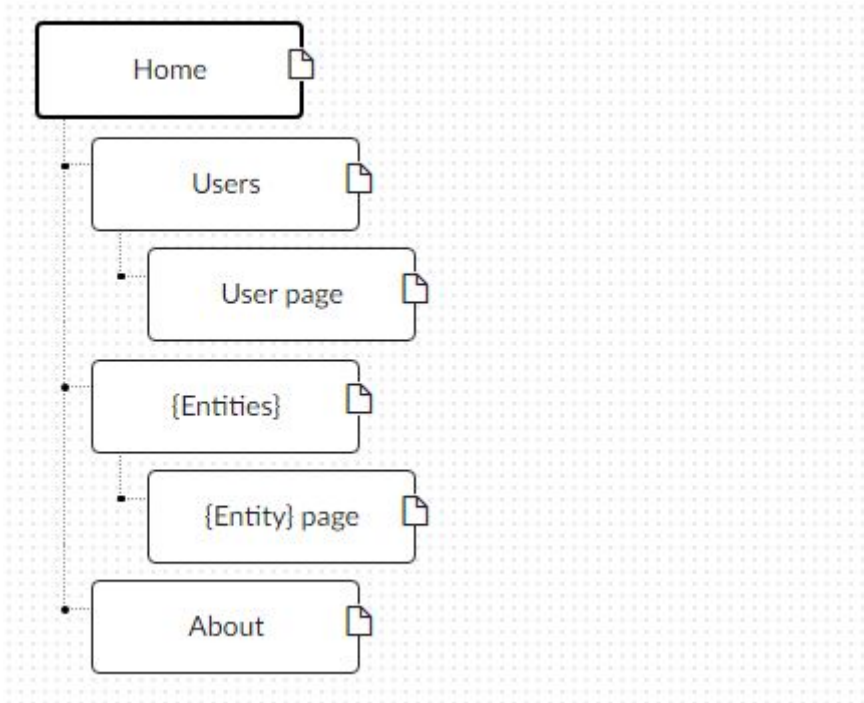 Home
Users
User page
{Entities}
{Entity} page
About